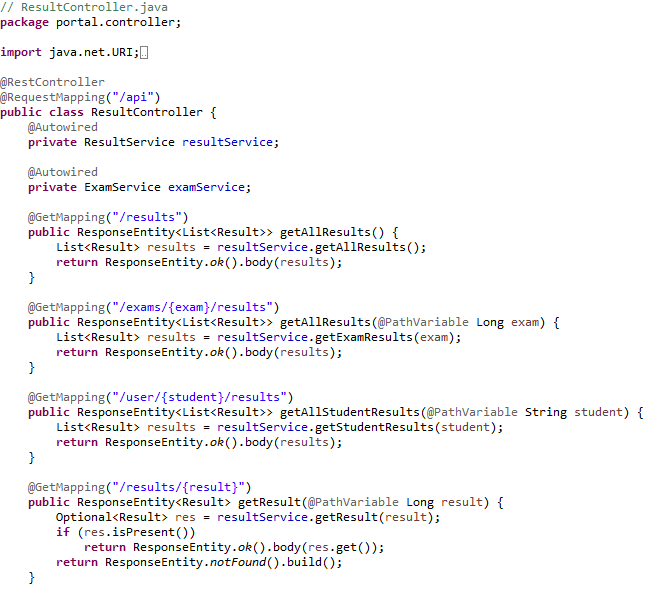 // ResultController.java
package portal.controller;
import java.net.URI;
@RestController
@RequestMapping("/api")
public class ResultController {
@Autowired
private ResultService resultService;
@Autowired
private ExamService examService;
@GetMapping("/results")
public ResponseEntity<List<Result>> getAllResults() {
List<Result> results = resultService.getAllResults();
return ResponseEntity.ok().body(results);
}
@GetMapping("/exams/{exam}/results")
public ResponseEntity<List<Result>> getAllResults(@PathVariable Long exam) {
List<Result> results = resultService.getExamResults(exam);
return ResponseEntity.ok().body(results);
}
@GetMapping("/user/{student}/results")
public ResponseEntity<List<Result>> getAllStudentResults(@PathVariable String student) {
List<Result> results = resultService.getStudentResults(student);
return ResponseEntity.ok().body(results);
}
@GetMapping("/results/{result}")
public ResponseEntity<Result> getResult(@PathVariable Long result) {
Optional<Result> res = resultService.getResult(result);
if (res.isPresent())
return ResponseEntity.ok().body(res.get());
return ResponseEntity.notFound().build();
}